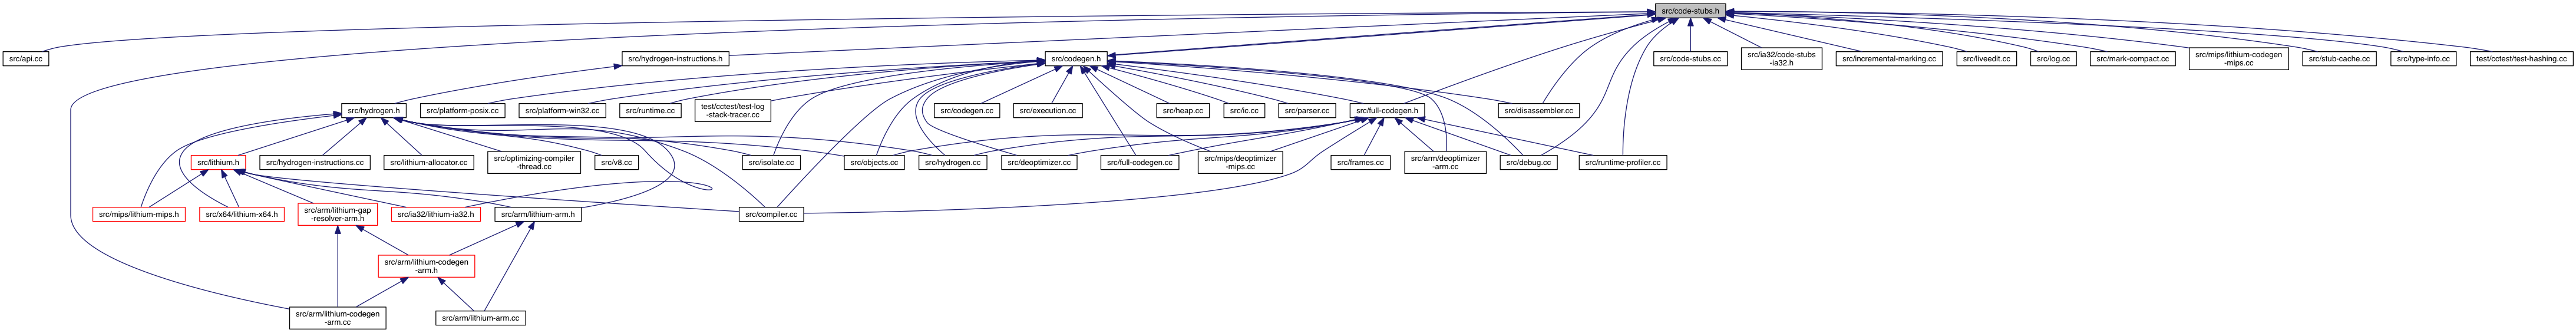 src/code-stubs.h
src/api.cc
src/hydrogen-instructions.h
src/codegen.h
src/code-stubs.cc
src/ia32/code-stubs
-ia32.h
src/incremental-marking.cc
src/liveedit.cc
src/log.cc
src/mark-compact.cc
src/mips/lithium-codegen
-mips.cc
src/stub-cache.cc
src/type-info.cc
test/cctest/test-hashing.cc
src/hydrogen.h
src/platform-posix.cc
src/platform-win32.cc
src/runtime.cc
test/cctest/test-log
-stack-tracer.cc
src/codegen.cc
src/execution.cc
src/heap.cc
src/ic.cc
src/parser.cc
src/full-codegen.h
src/disassembler.cc
src/lithium.h
src/hydrogen-instructions.cc
src/lithium-allocator.cc
src/optimizing-compiler
-thread.cc
src/v8.cc
src/isolate.cc
src/objects.cc
src/hydrogen.cc
src/deoptimizer.cc
src/full-codegen.cc
src/mips/deoptimizer
-mips.cc
src/frames.cc
src/arm/deoptimizer
-arm.cc
src/debug.cc
src/runtime-profiler.cc
src/mips/lithium-mips.h
src/x64/lithium-x64.h
src/arm/lithium-gap
-resolver-arm.h
src/ia32/lithium-ia32.h
src/arm/lithium-arm.h
src/compiler.cc
src/arm/lithium-codegen
-arm.h
src/arm/lithium-codegen
-arm.cc
src/arm/lithium-arm.cc